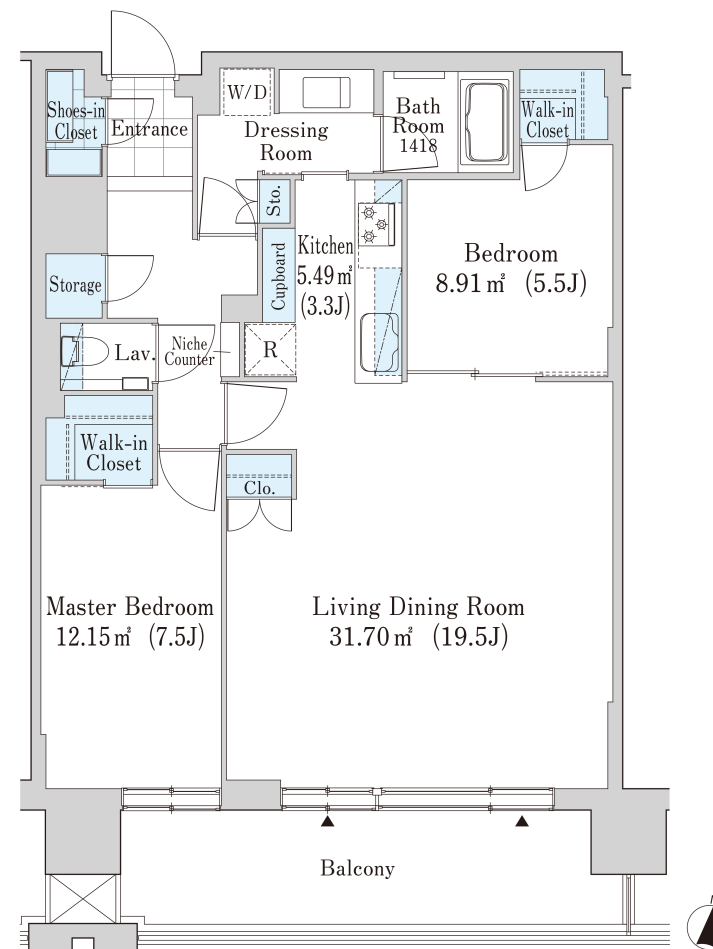 W/D
Bath
Room
1418
Shoes-in
Closet
Entrance
Dressing
Room
Walk-in
Closet
Sto.
Kitchen
5.49㎡
(3.3J)
Cupboard
Bedroom
8.91㎡ (5.5J)
Storage
Lav.
Niche
Counter
R
Walk-in
Closet
Clo.
Master Bedroom
12.15㎡ (7.5J)
Living Dining Room
31.70㎡ (19.5J)
Balcony